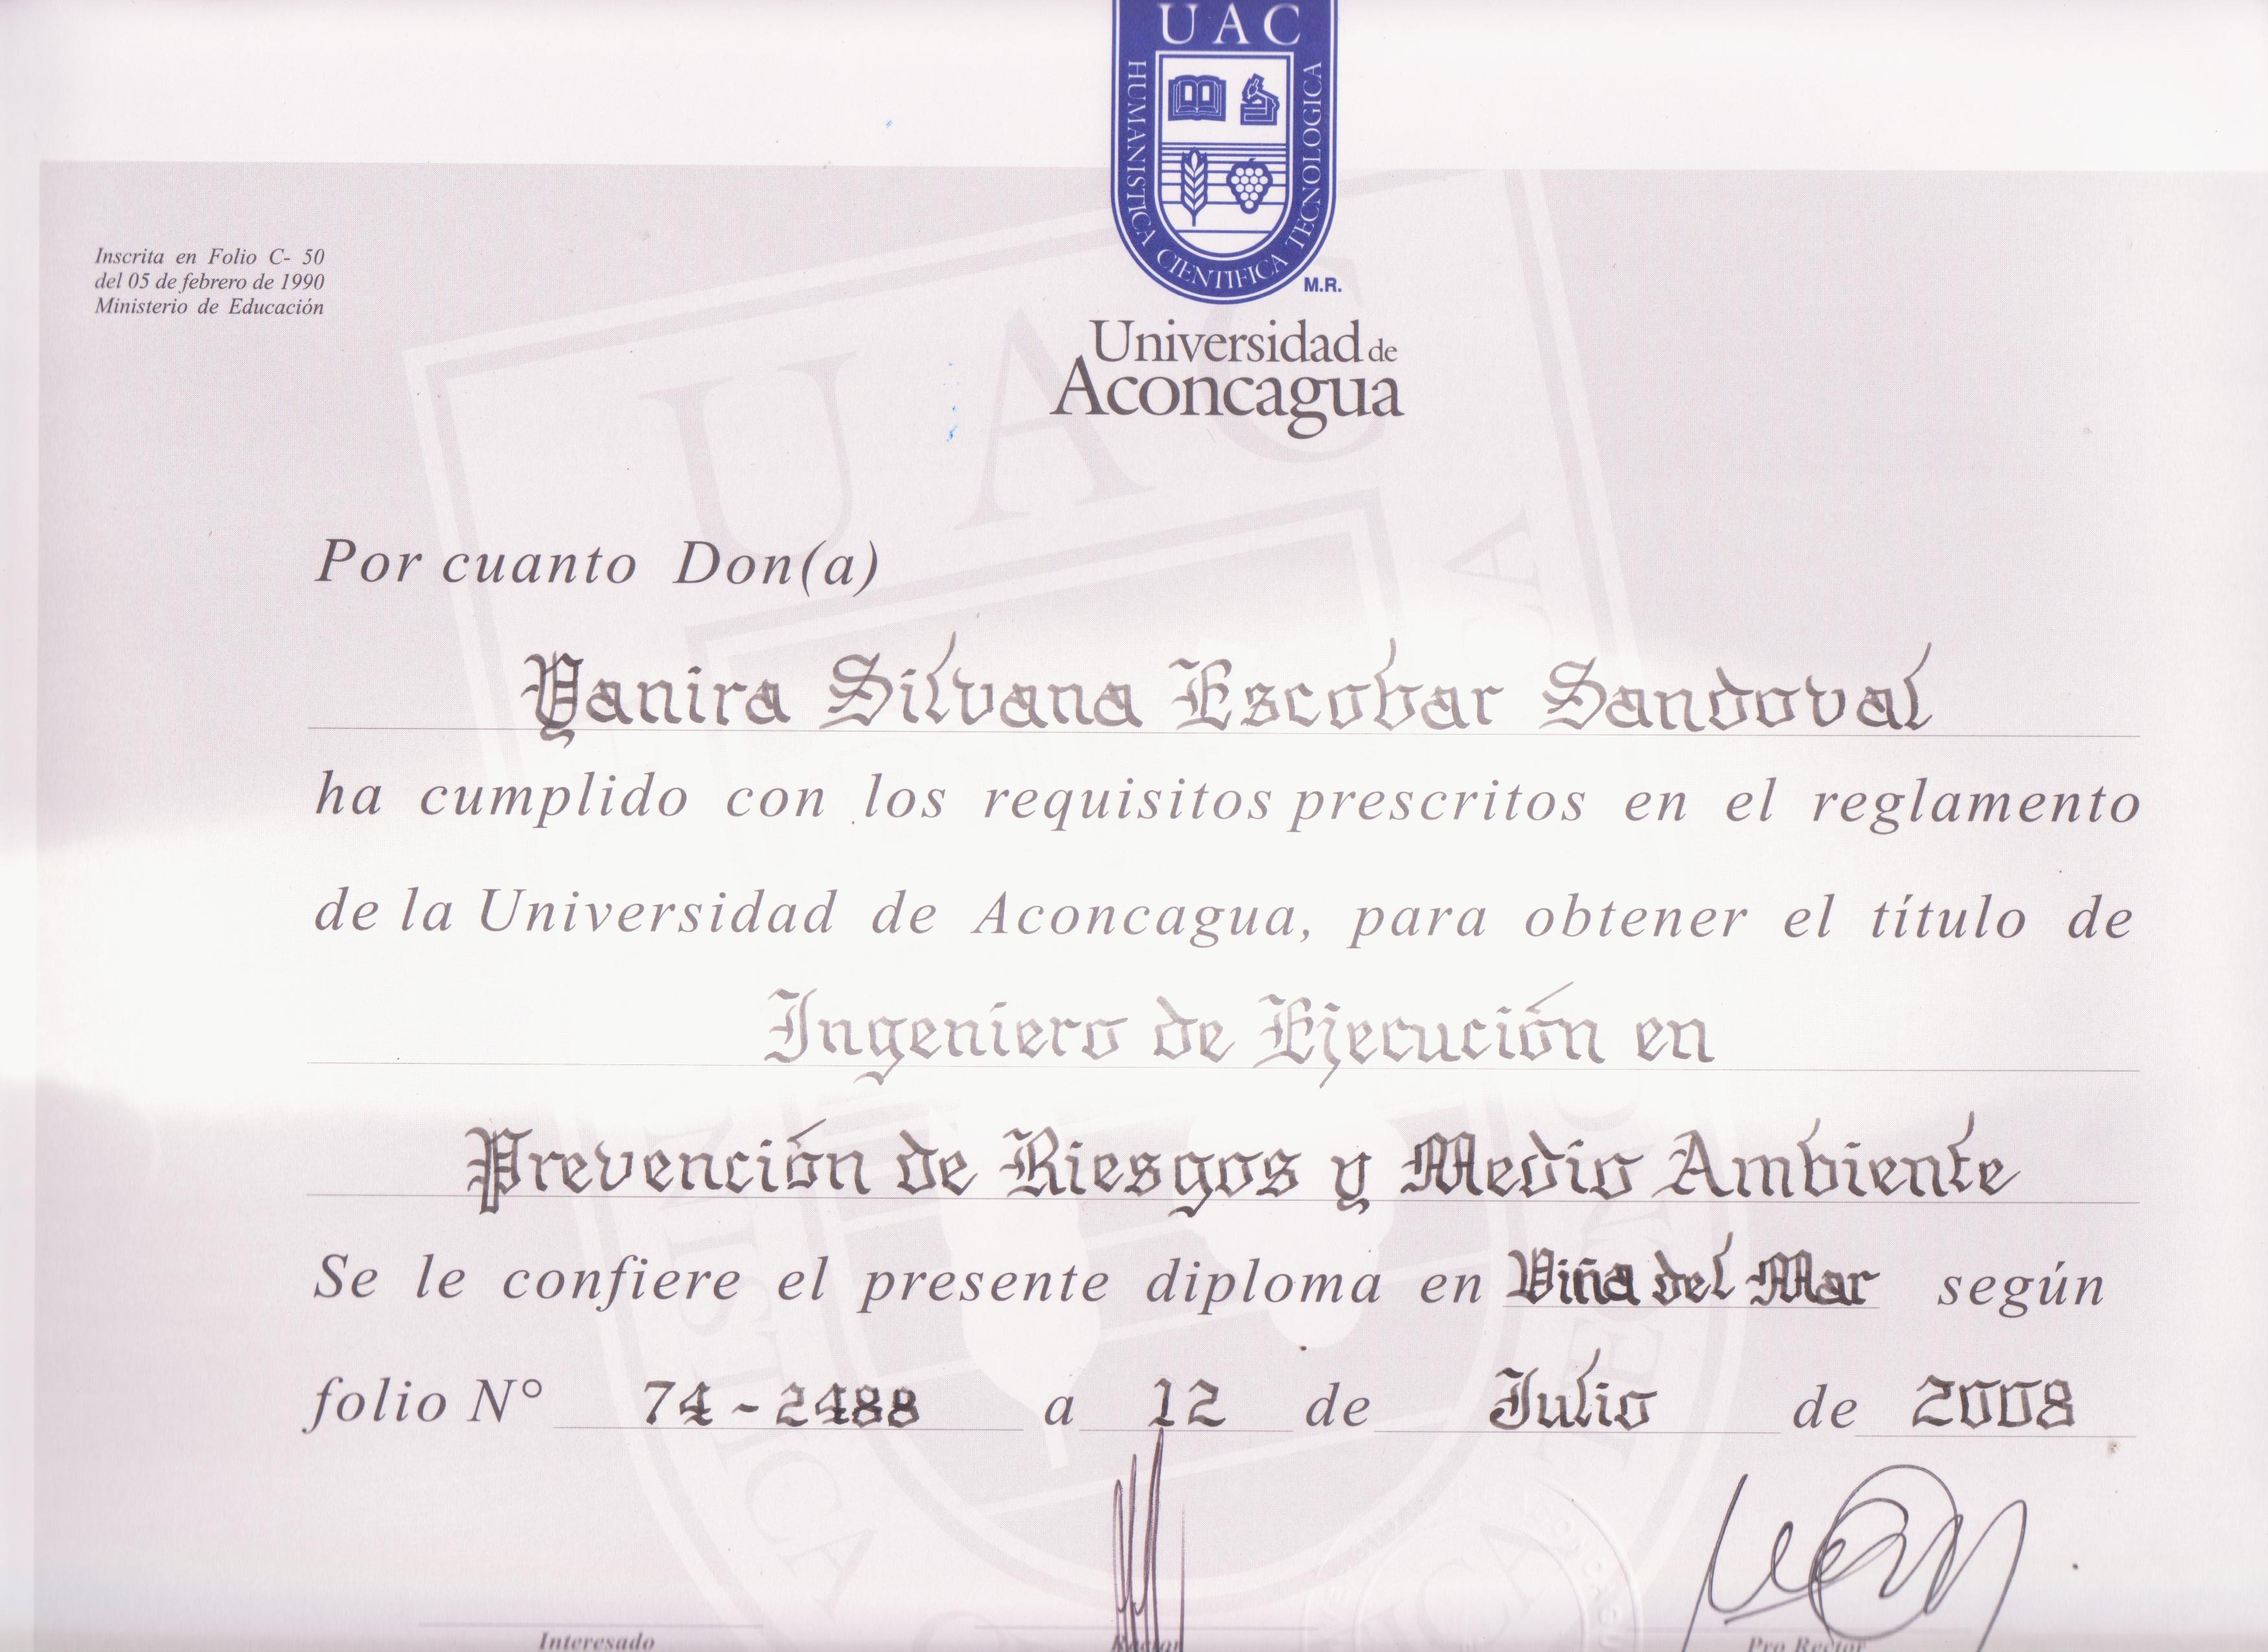 UAC
HUMANISTICA CIENTIFICA TECNOLOGICA
M.R.
Universidad de
Aconcagua
Inscrita en Folio C- 50
del 05 de febrero de 1990
Ministerio de Educación
Por cuanto Don(a)
Yanira Silvana Escobar Sandoval
ha cumplido con los requisitos prescritos en el reglamento
de la Universidad de Aconcagua, para obtener el título de
Ingeniero de Ejecución en
Prevención de Riesgos y Medio Ambiente
Se le confiere el presente diploma en Viña del Mar según
folio N° 74-2488 a 12 de Julio de 2008
Interesado Rector Pro Rector